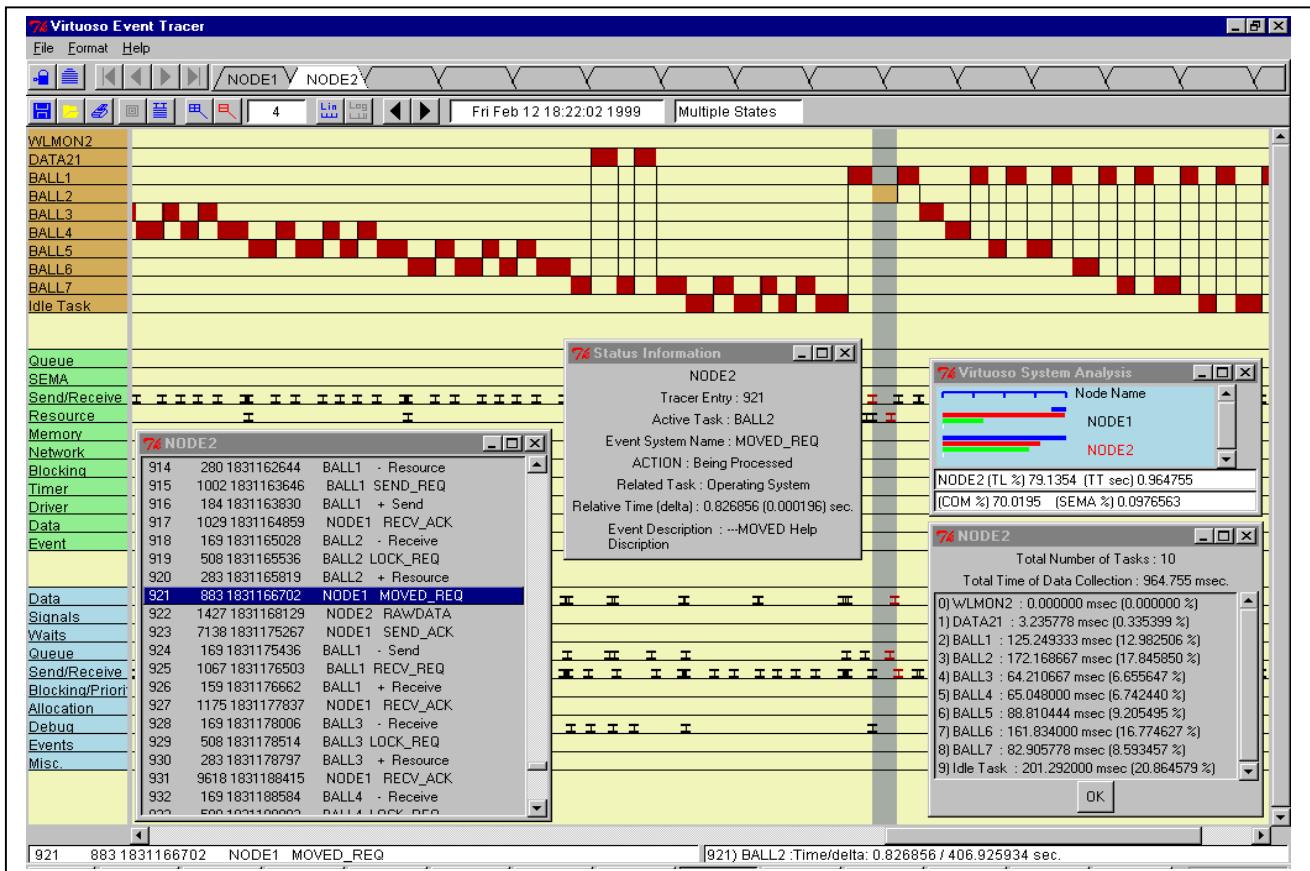 Virtuoso Event Tracer
File Format Help
NODE1 NODE2
4 Lin Log Fri Feb 12 18:22:02 1999 Multiple States
WLMON2
DATA21
BALL1
BALL2
BALL3
BALL4
BALL5
BALL6
BALL7
Idle Task
Queue
SEMA
Send/Receive
Resource
Memory
Network
Blocking
Timer
Driver
Data
Event
Data
Signals
Waits
Queue
Send/Receive
Blocking/Priori
Allocation
Debug
Events
Misc.
NODE2
914 280 1831162644 BALL1 - Resource
915 1002 1831163646 BALL1 SEND_REQ
916 184 1831163830 BALL1 + Send
917 1029 1831164859 NODE1 RECV_ACK
918 169 1831165028 BALL2 - Receive
919 508 1831165536 BALL2 LOCK_REQ
920 283 1831165819 BALL2 + Resource
921 883 1831166702 NODE1 MOVED_REQ
922 1427 1831168129 NODE2 RAWDATA
923 7138 1831175267 NODE1 SEND_ACK
924 169 1831175436 BALL1 - Send
925 1067 1831176503 BALL1 RECV_REQ
926 159 1831176662 BALL1 + Receive
927 1175 1831177837 NODE1 RECV_ACK
928 169 1831178006 BALL3 - Receive
929 508 1831178514 BALL3 LOCK_REQ
930 283 1831178797 BALL3 + Resource
931 9618 1831188415 NODE1 RECV_ACK
932 169 1831188584 BALL4 - Receive
Status Information
NODE2
Tracer Entry : 921
Active Task : BALL2
Event System Name : MOVED_REQ
ACTION : Being Processed
Related Task : Operating System
Relative Time (delta) : 0.826856 (0.000196) sec.
Event Description : ---MOVED Help
Discription
Virtuoso System Analysis
Node Name
NODE1
NODE2
NODE2 (TL %) 79.1354 (TT sec) 0.964755
(COM %) 70.0195 (SEMA %) 0.0976563
NODE2
Total Number of Tasks : 10
Total Time of Data Collection : 964.755 msec.
0) WLMON2 : 0.000000 msec (0.000000 %)
1) DATA21 : 3.235778 msec (0.335399 %)
2) BALL1 : 125.249333 msec (12.982506 %)
3) BALL2 : 172.168667 msec (17.845850 %)
4) BALL3 : 64.210667 msec (6.655647 %)
5) BALL4 : 65.048000 msec (6.742440 %)
6) BALL5 : 88.810444 msec (9.205495 %)
7) BALL6 : 161.834000 msec (16.774627 %)
8) BALL7 : 82.905778 msec (8.593457 %)
9) Idle Task : 201.292000 msec (20.864579 %)
OK
921 883 1831166702 NODE1 MOVED_REQ
921) BALL2 :Time/delta: 0.826856 / 406.925934 sec.